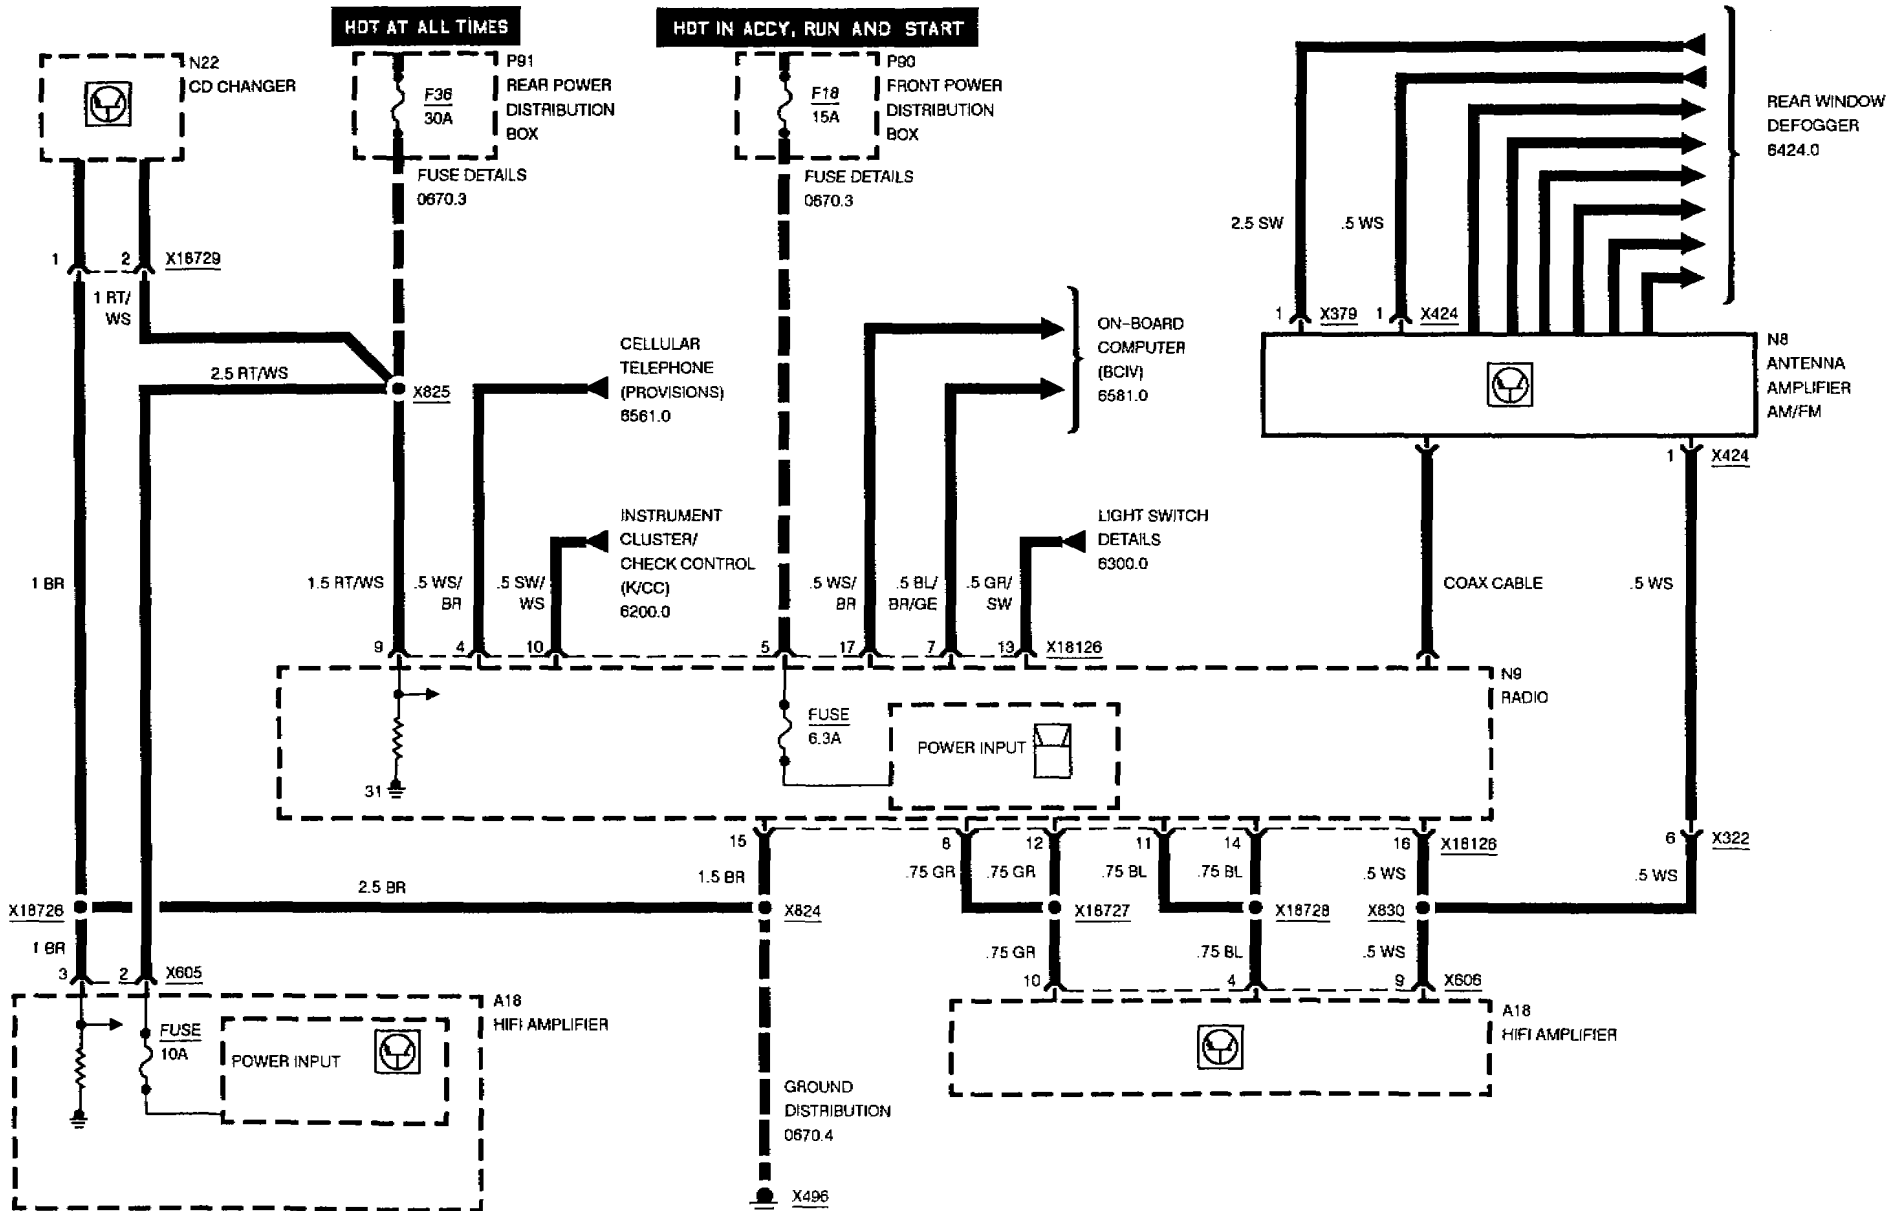 HOT AT ALL TIMES
HOT IN ACCY, RUN AND START
N22
CD CHANGER
F36
30A
P91
REAR POWER
DISTRIBUTION
BOX
FUSE DETAILS
0670.3
F18
15A
P90
FRONT POWER
DISTRIBUTION
BOX
FUSE DETAILS
0670.3
REAR WINDOW
DEFOGGER
6424.0
2.5 SW
.5 WS
1
2
X18729
1 RT/
WS
2.5 RT/WS
X825
CELLULAR
TELEPHONE
(PROVISIONS)
6561.0
ON-BOARD
COMPUTER
(BCIV)
6581.0
1
X379
1
X424
N8
ANTENNA
AMPLIFIER
AM/FM
1
X424
INSTRUMENT
CLUSTER/
CHECK CONTROL
(K/CC)
6200.0
LIGHT SWITCH
DETAILS
6300.0
1 BR
1.5 RT/WS
.5 WS/
BR
.5 SW/
WS
.5 WS/
BR
.5 BL/
BR/GE
.5 GR/
SW
COAX CABLE
.5 WS
9
4
10
5
17
7
13
X18126
N9
RADIO
FUSE
6.3A
POWER INPUT
31
15
8
12
11
14
16
X18126
6
X322
1.5 BR
.75 GR
.75 GR
.75 BL
.75 BL
.5 WS
.5 WS
2.5 BR
X18726
X824
X18727
X18728
X830
1 BR
.75 GR
.75 BL
.5 WS
3
2
X605
10
4
9
X606
A18
HIFI AMPLIFIER
FUSE
10A
POWER INPUT
A18
HIFI AMPLIFIER
GROUND
DISTRIBUTION
0670.4
X496